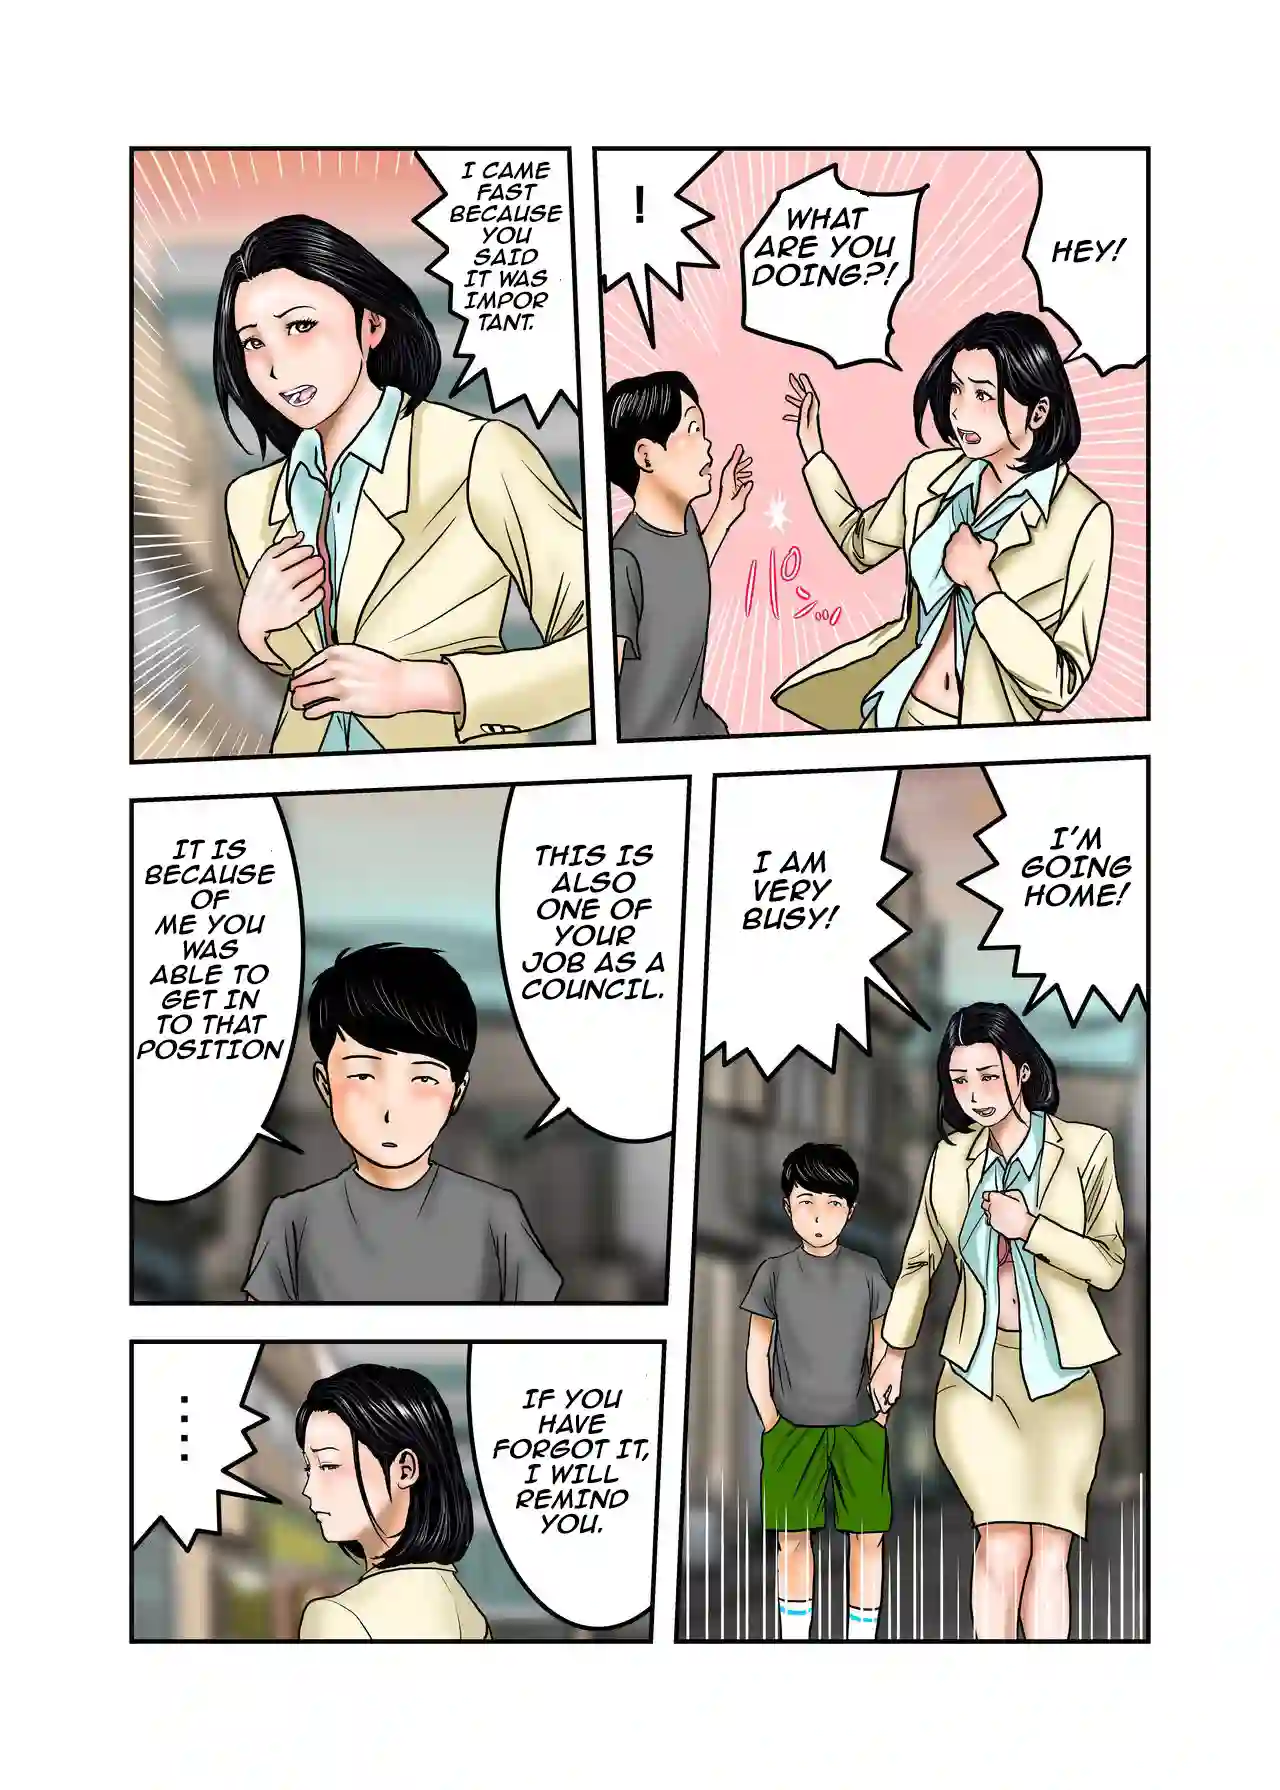 HEY!
WHAT
ARE YOU
DOING?!
!
パン...
I CAME
FAST
BECAUSE
YOU
SAID
IT WAS
IMPOR
TANT.
I'M
GOING
HOME!
I AM
VERY
BUSY!
THIS IS
ALSO
ONE OF
YOUR
JOB AS A
COUNCIL.
IT IS
BECAUSE
OF
ME YOU
WAS
ABLE TO
GET IN
TO THAT
POSITION
IF YOU
HAVE
FORGOT IT,
I WILL
REMIND
YOU.
....